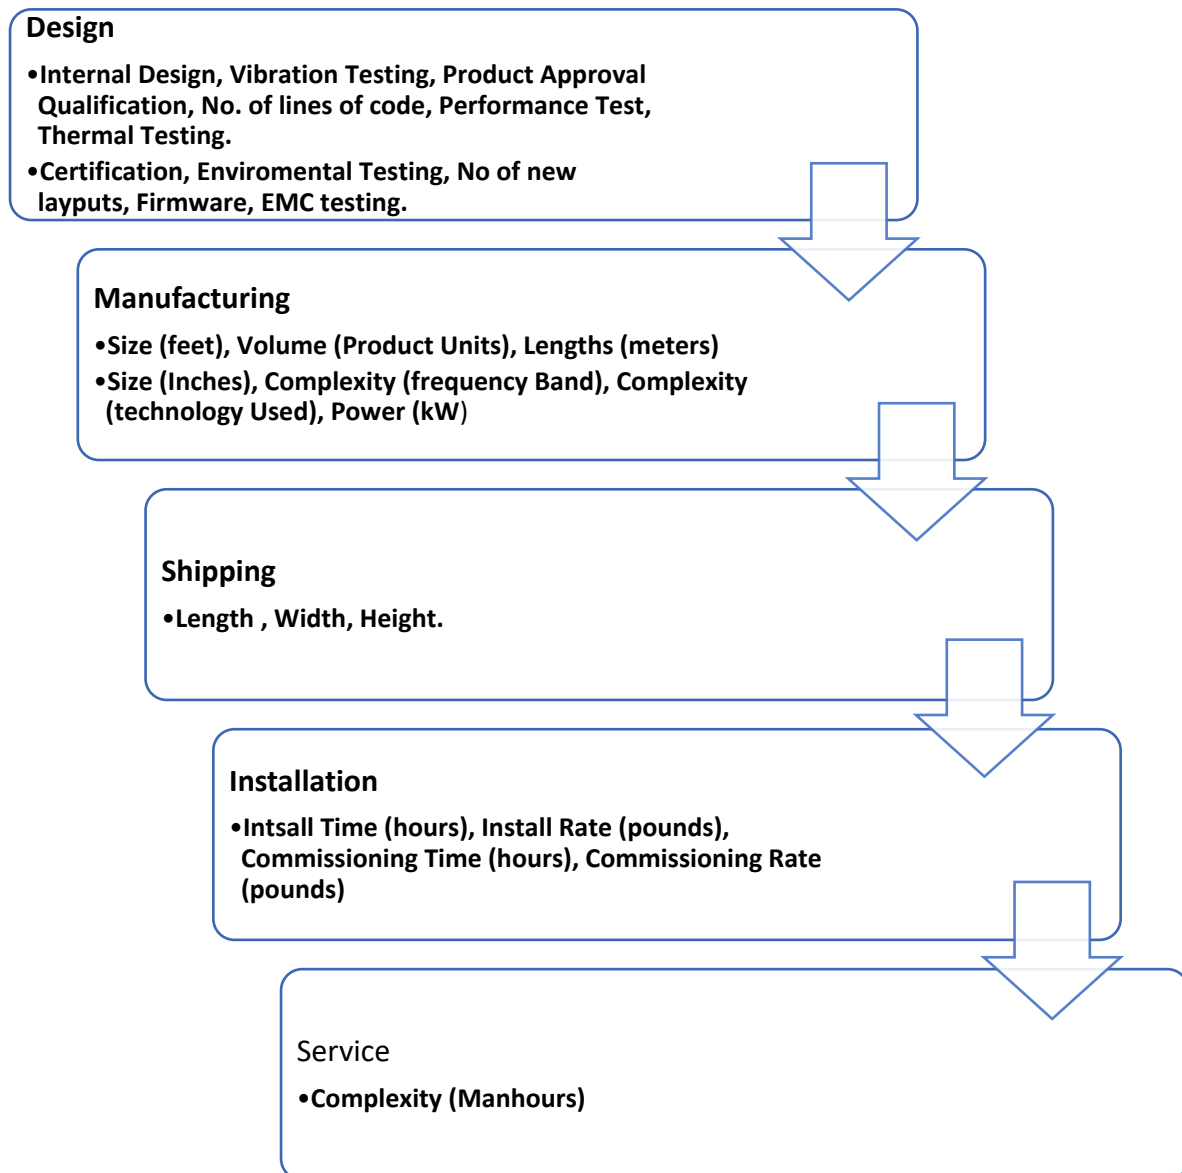 Design
•Internal Design, Vibration Testing, Product Approval
Qualification, No. of lines of code, Performance Test,
Thermal Testing.
•Certification, Enviromental Testing, No of new
layputs, Firmware, EMC testing.
Manufacturing
•Size (feet), Volume (Product Units), Lengths (meters)
•Size (Inches), Complexity (frequency Band), Complexity
(technology Used), Power (kW)
Shipping
•Length , Width, Height.
Installation
•Intsall Time (hours), Install Rate (pounds),
Commissioning Time (hours), Commissioning Rate
(pounds)
Service
•Complexity (Manhours)